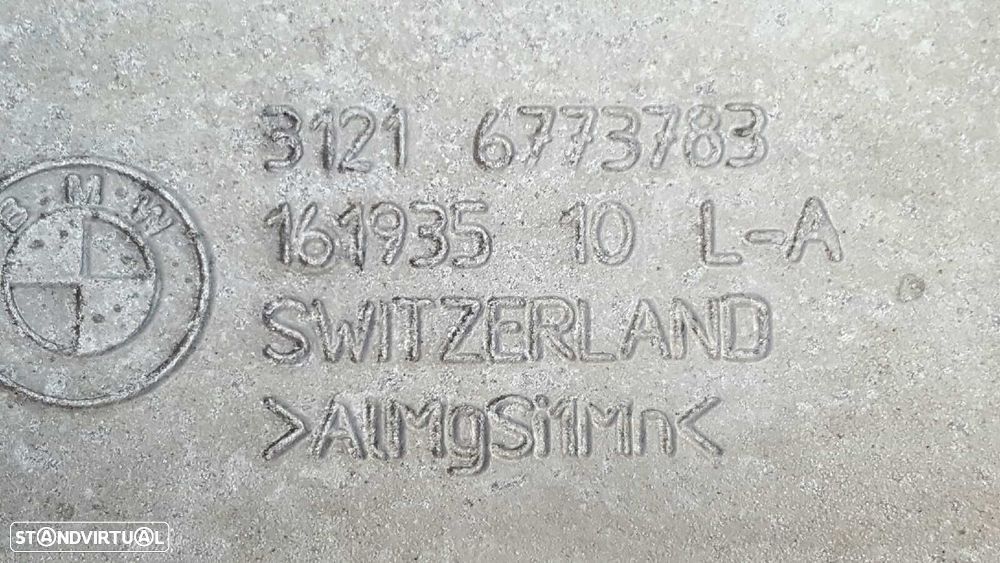 3121 6773783
BMW
161935 10 L-A
SWITZERLAND
>AlMgSi1Mn<
STANDVIRTUAL